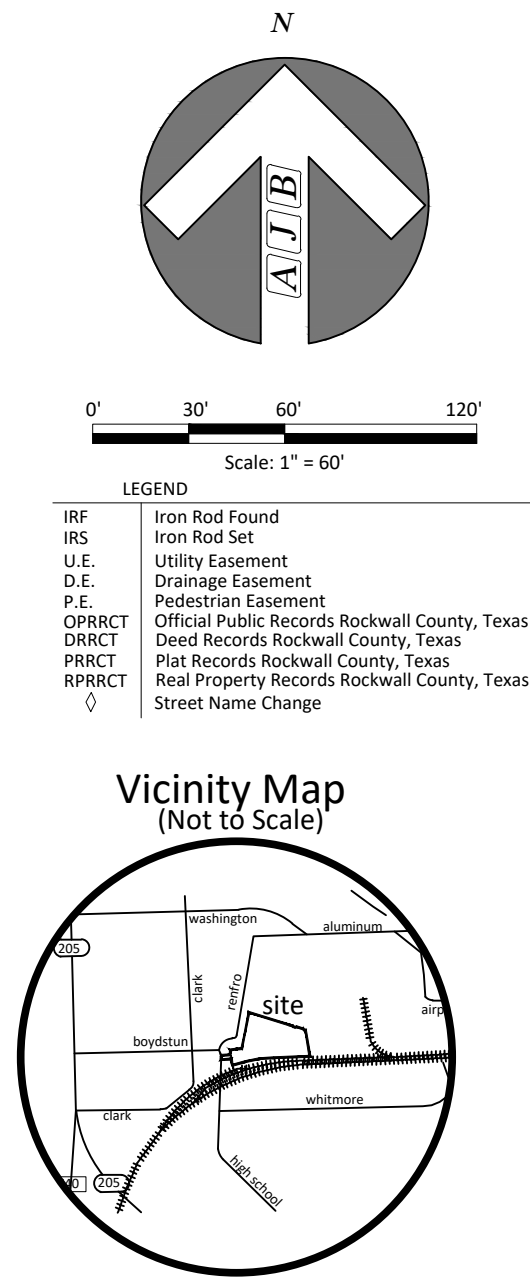 N
A J B
0' 30' 60' 120'
Scale: 1" = 60'
LEGEND
IRF Iron Rod Found
IRS Iron Rod Set
U.E. Utility Easement
D.E. Drainage Easement
P.E. Pedestrian Easement
OPRRCT Official Public Records Rockwall County, Texas
DRRCT Deed Records Rockwall County, Texas
PRRCT Plat Records Rockwall County, Texas
RPRRCT Real Property Records Rockwall County, Texas
◊ Street Name Change
Vicinity Map
(Not to Scale)
washington
aluminum
205
clark
renfro
site
airp
boydstun
whitmore
clark
high school
40
205